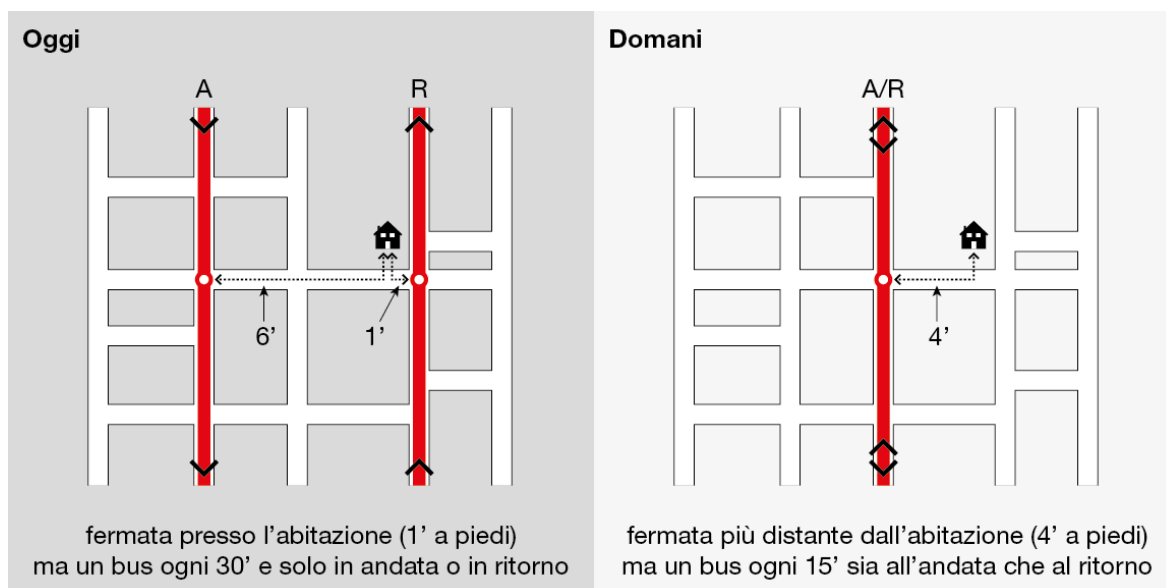 Oggi
A
R
6’
1’
fermata presso l’abitazione (1’ a piedi)
ma un bus ogni 30’ e solo in andata o in ritorno
Domani
A/R
4’
fermata più distante dall’abitazione (4’ a piedi)
ma un bus ogni 15’ sia all’andata che al ritorno